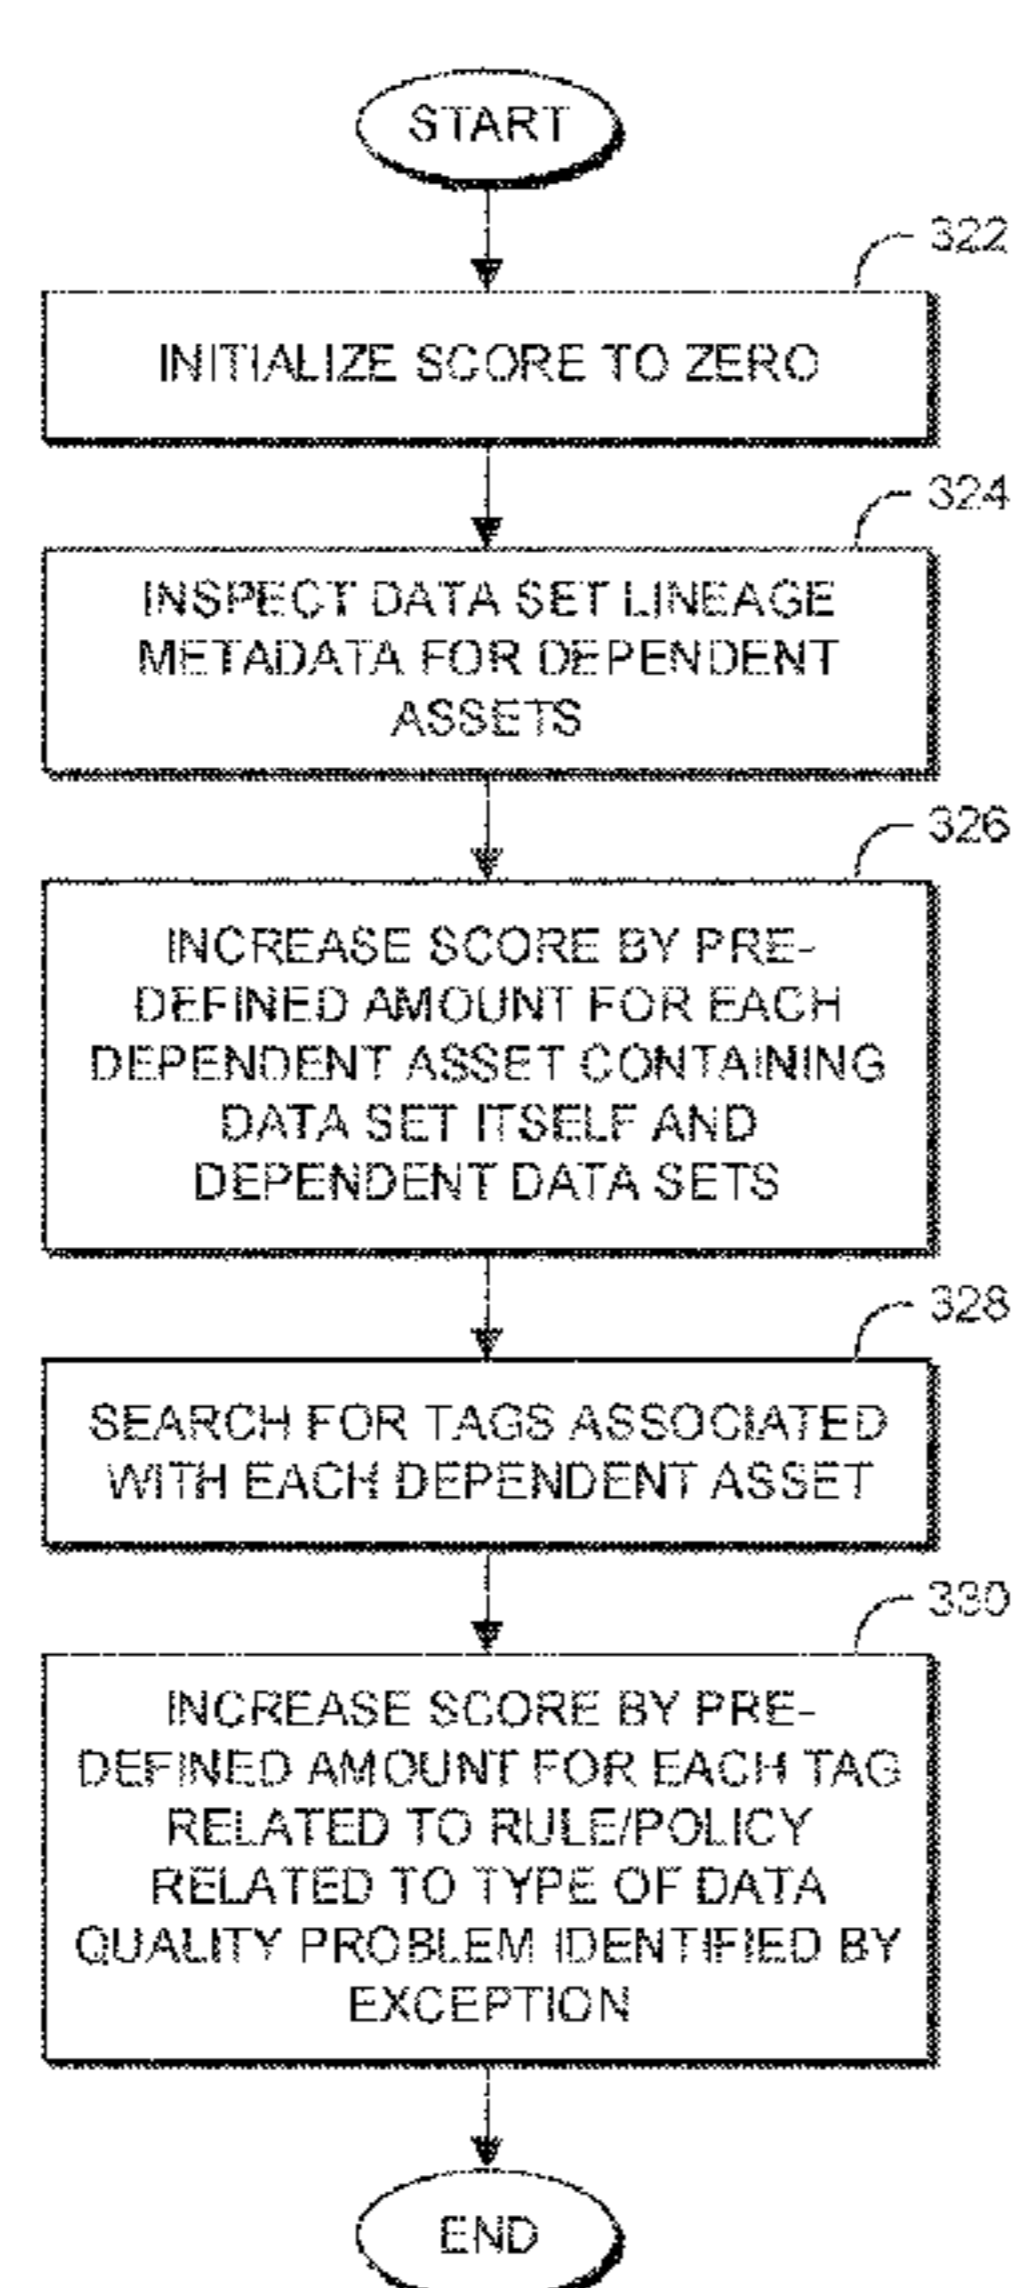 START
322
INITIALIZE SCORE TO ZERO
324
INSPECT DATA SET LINEAGE
METADATA FOR DEPENDENT
ASSETS
326
INCREASE SCORE BY PRE-
DEFINED AMOUNT FOR EACH
DEPENDENT ASSET CONTAINING
DATA SET ITSELF AND
DEPENDENT DATA SETS
328
SEARCH FOR TAGS ASSOCIATED
WITH EACH DEPENDENT ASSET
330
INCREASE SCORE BY PRE-
DEFINED AMOUNT FOR EACH TAG
RELATED TO RULE/POLICY
RELATED TO TYPE OF DATA
QUALITY PROBLEM IDENTIFIED BY
EXCEPTION
END